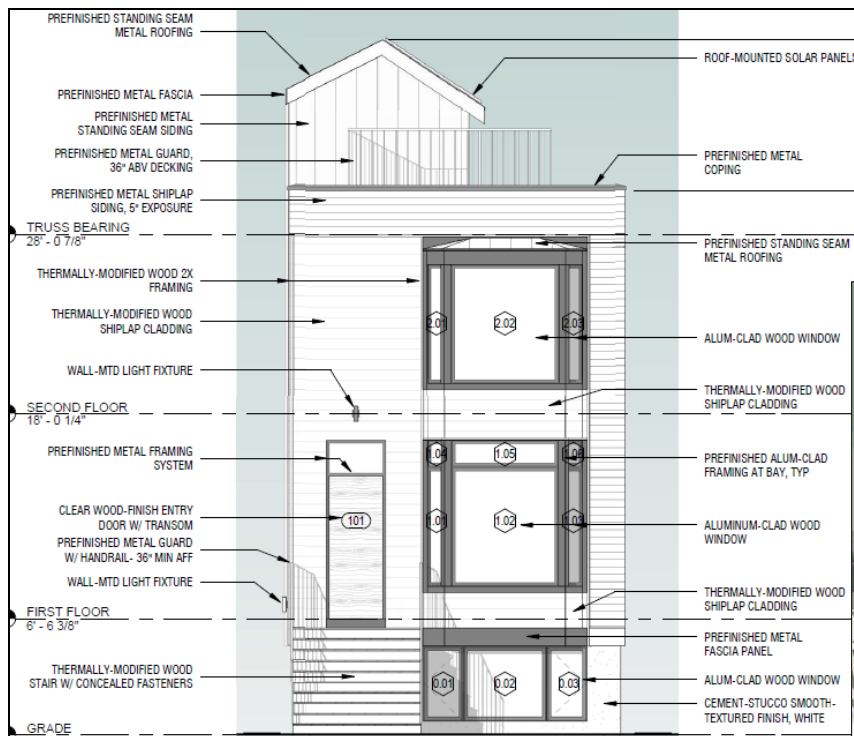 PREFINISHED STANDING SEAM
METAL ROOFING
PREFINISHED METAL FASCIA
PREFINISHED METAL
STANDING SEAM SIDING
PREFINISHED METAL GUARD,
36" ABV DECKING
PREFINISHED METAL SHIPLAP
SIDING, 5" EXPOSURE
TRUSS BEARING
28' - 0 7/8"
THERMALLY-MODIFIED WOOD 2X
FRAMING
THERMALLY-MODIFIED WOOD
SHIPLAP CLADDING
WALL-MTD LIGHT FIXTURE
SECOND FLOOR
18' - 0 1/4"
PREFINISHED METAL FRAMING
SYSTEM
CLEAR WOOD-FINISH ENTRY
DOOR W/ TRANSOM
PREFINISHED METAL GUARD
W/ HANDRAIL- 36" MIN AFF
WALL-MTD LIGHT FIXTURE
FIRST FLOOR
6' - 6 3/8"
THERMALLY-MODIFIED WOOD
STAIR W/ CONCEALED FASTENERS
GRADE
2.01
2.02
2.03
1.04
1.05
1.06
101
1.01
1.02
1.03
0.01
0.02
0.03
ROOF-MOUNTED SOLAR PANELS
PREFINISHED METAL
COPING
PREFINISHED STANDING SEAM
METAL ROOFING
ALUM-CLAD WOOD WINDOW
THERMALLY-MODIFIED WOOD
SHIPLAP CLADDING
PREFINISHED ALUM-CLAD
FRAMING AT BAY, TYP
ALUMINUM-CLAD WOOD
WINDOW
THERMALLY-MODIFIED WOOD
SHIPLAP CLADDING
PREFINISHED METAL
FASCIA PANEL
ALUM-CLAD WOOD WINDOW
CEMENT-STUCCO SMOOTH-
TEXTURED FINISH, WHITE